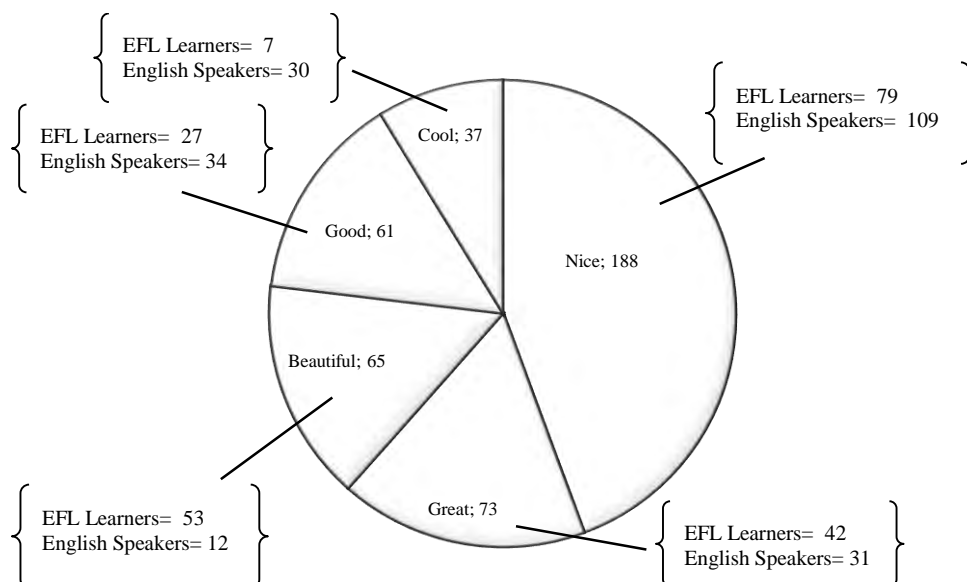 EFL Learners=  7
English Speakers= 30
EFL Learners=  79
English Speakers= 109
EFL Learners=  27
English Speakers= 34
Cool; 37
Good; 61
Nice; 188
Beautiful; 65
Great; 73
EFL Learners=  53
English Speakers= 12
EFL Learners=  42
English Speakers= 31